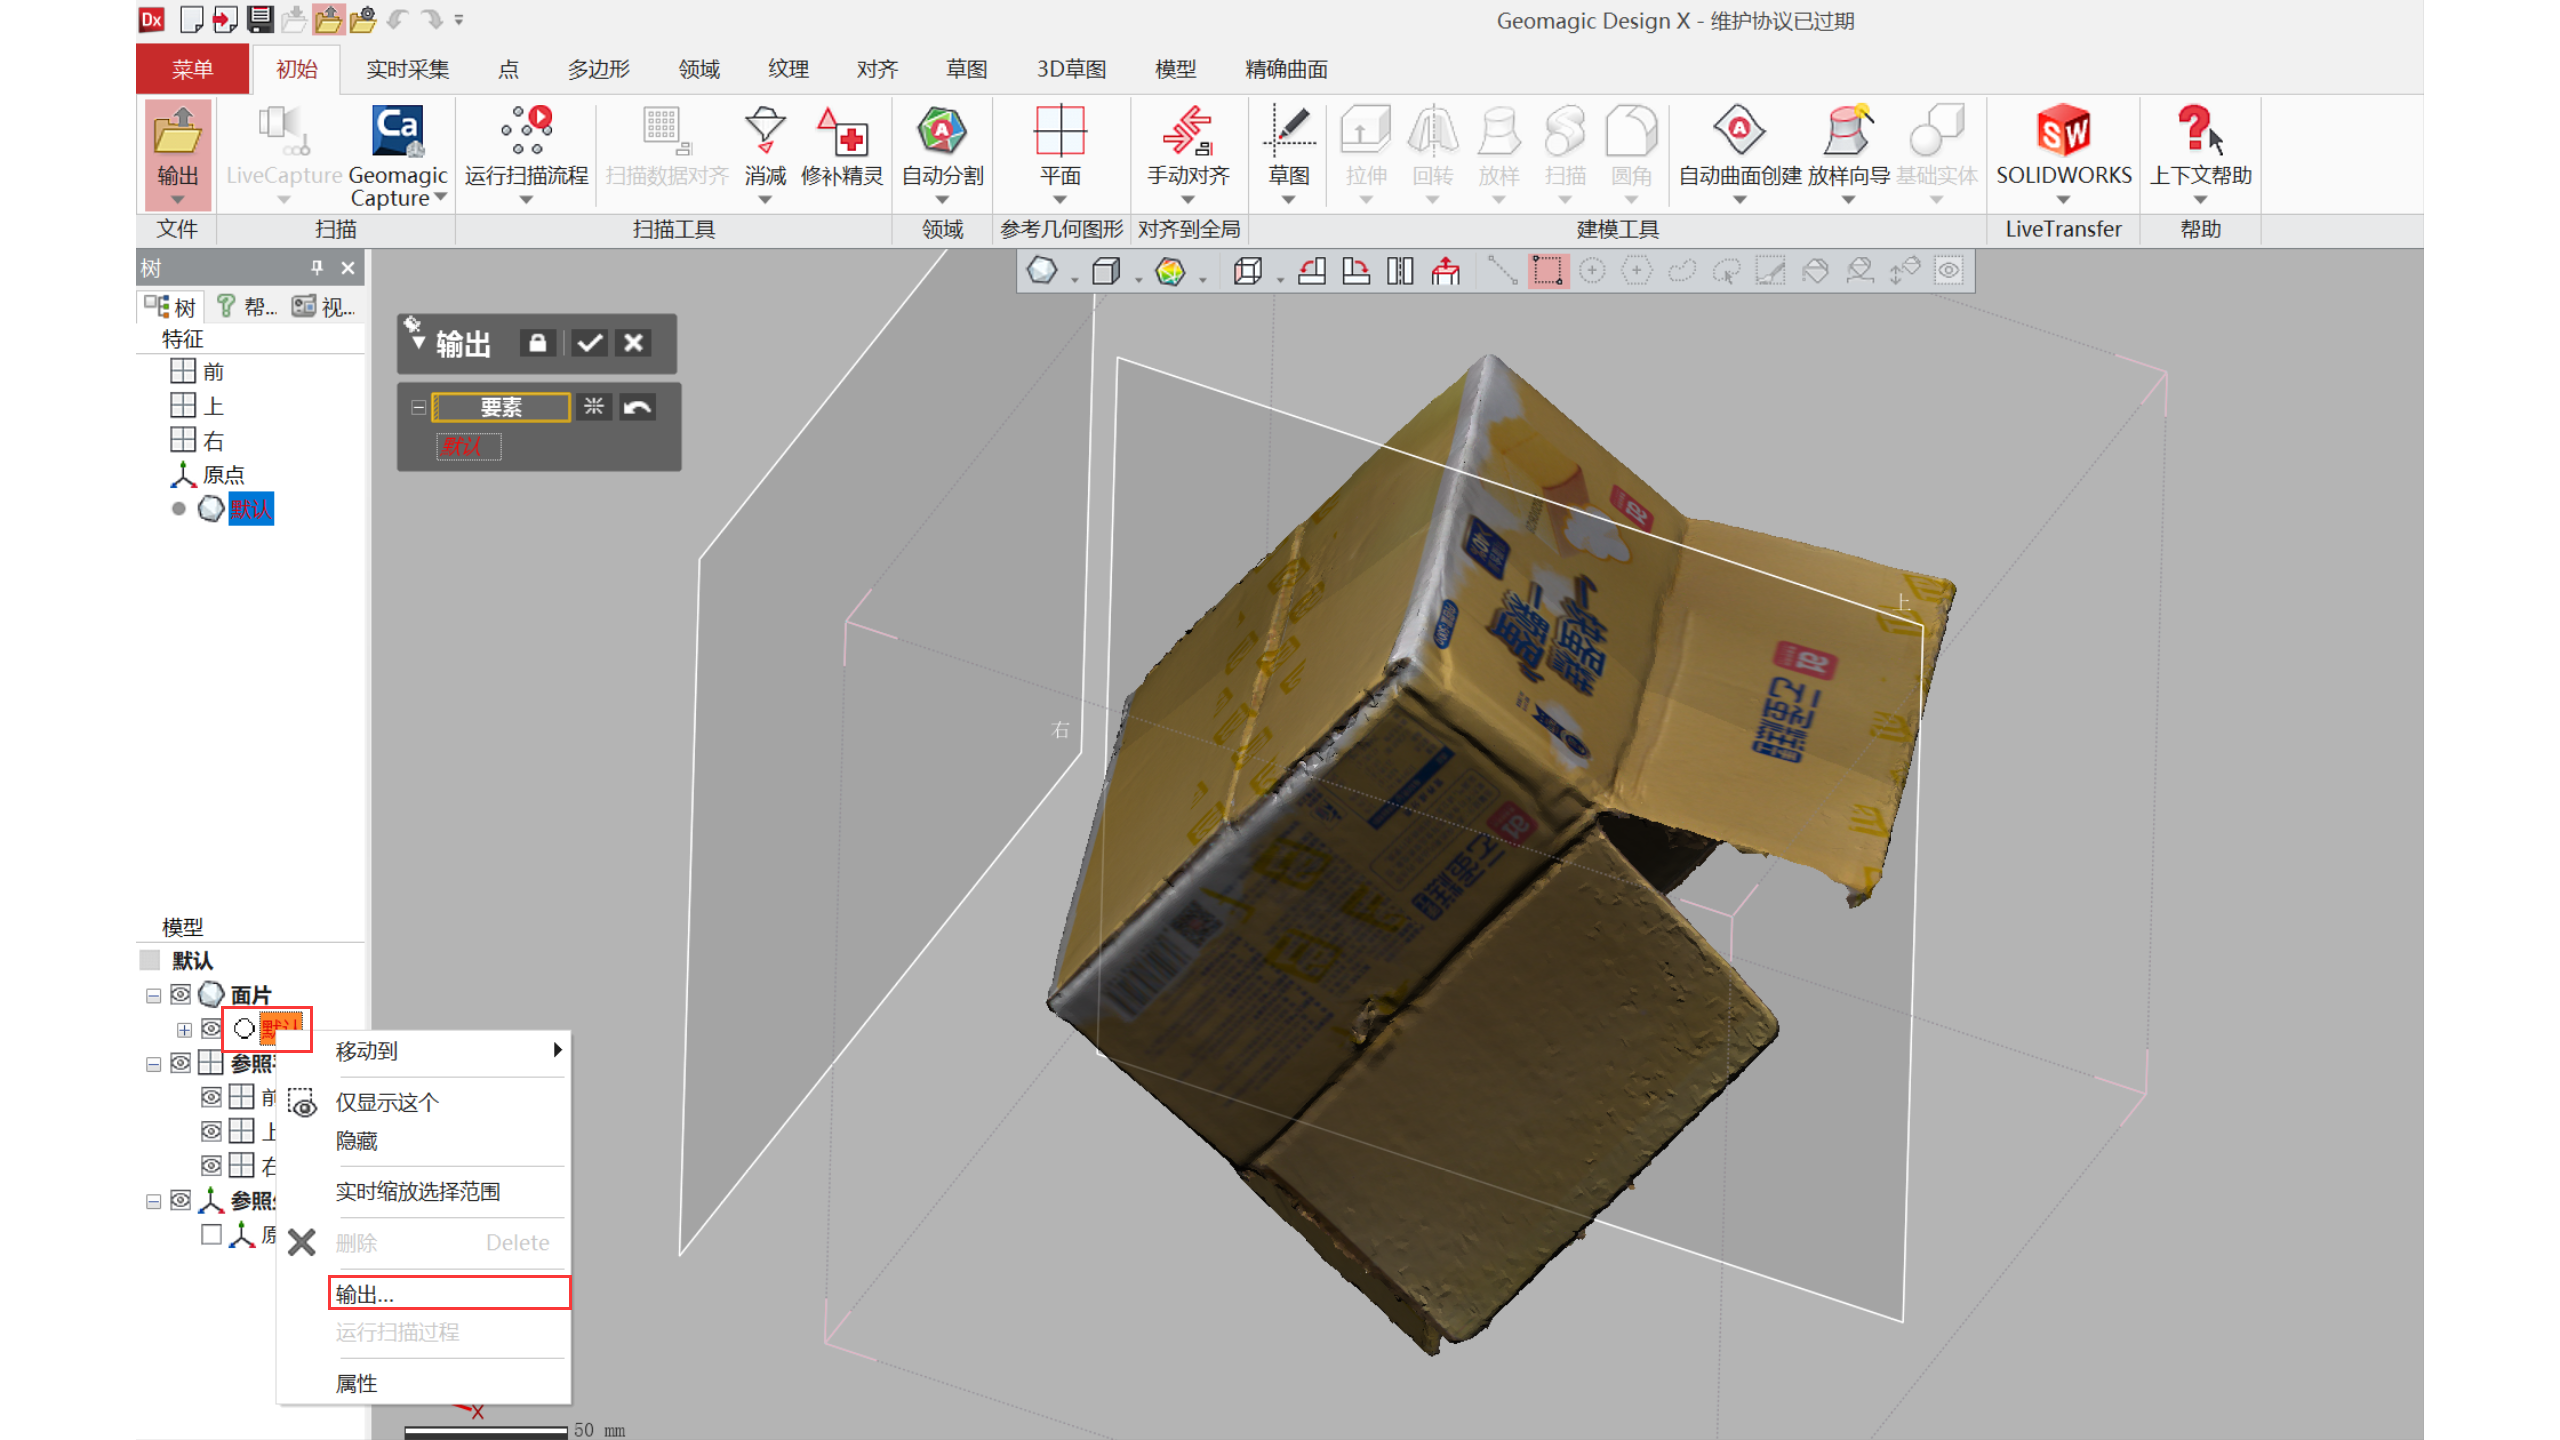 Dx
Geomagic Design X - 维护协议已过期
菜单 初始 实时采集 点 多边形 领域 纹理 对齐 草图 3D草图 模型 精确曲面
输出 LiveCapture Geomagic Capture 运行扫描流程 扫描数据对齐 消减 修补精灵 自动分割 平面 手动对齐 草图 拉伸 回转 放样 扫描 圆角 自动曲面创建 放样向导 基础实体 SOLIDWORKS 上下文帮助
文件 扫描 扫描工具 领域 参考几何图形 对齐到全局 建模工具 LiveTransfer 帮助
树
树 帮... 视...
特征
前
上
右
原点
默认
输出
要素
默认
上
右
模型
默认
面片
默认
参照
前
上
右
参照
原
移动到
仅显示这个
隐藏
实时缩放选择范围
删除 Delete
输出...
运行扫描过程
属性
X
50 mm